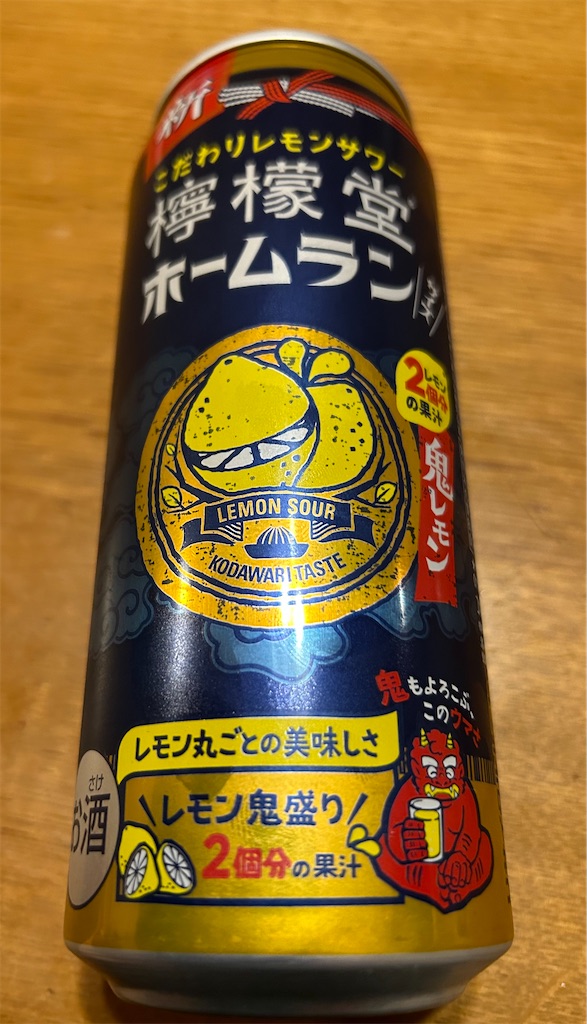 新
こだわりレモンサワー
檸檬堂
ホームラン
サイズ
レモン
2個分
の果汁
鬼レモン
LEMON SOUR
KODAWARI TASTE
鬼もよろこぶ、
このウマさ
レモン丸ごとの美味しさ
レモン鬼盛り
2個分の果汁
さけ
お酒